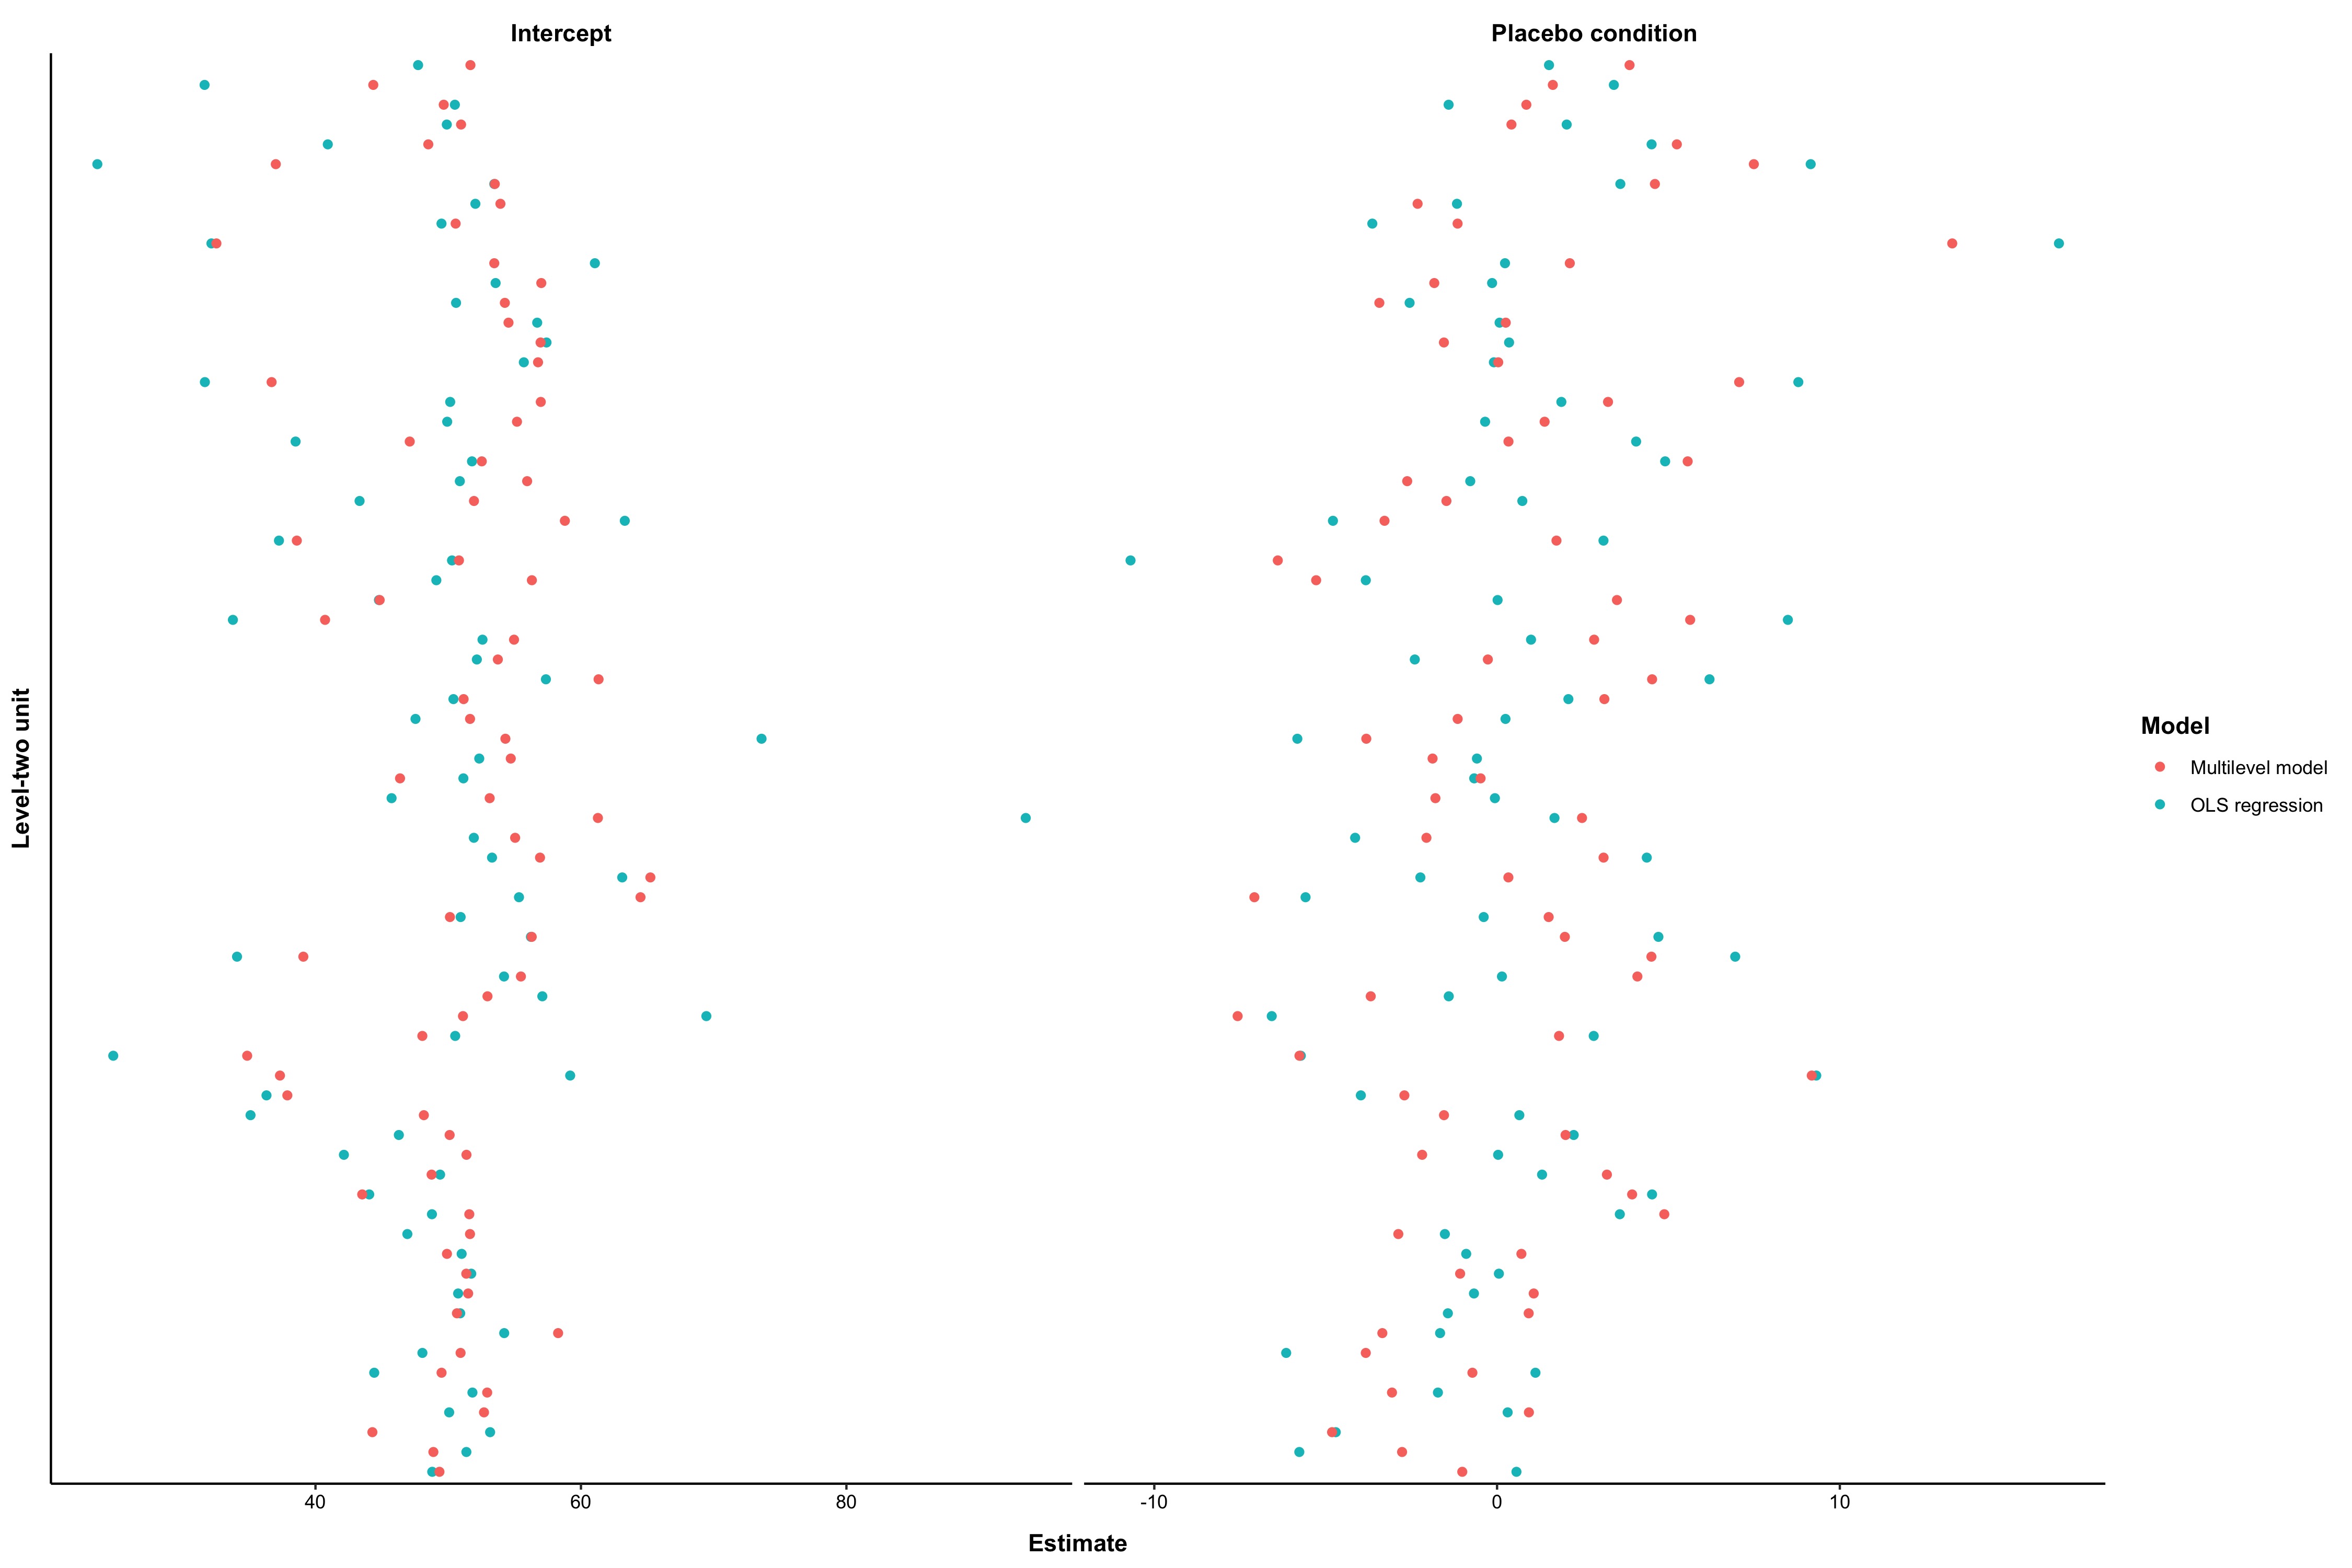 Intercept
Placebo condition
Level-two unit
Model
Multilevel model
OLS regression
40
60
80
-10
0
10
Estimate